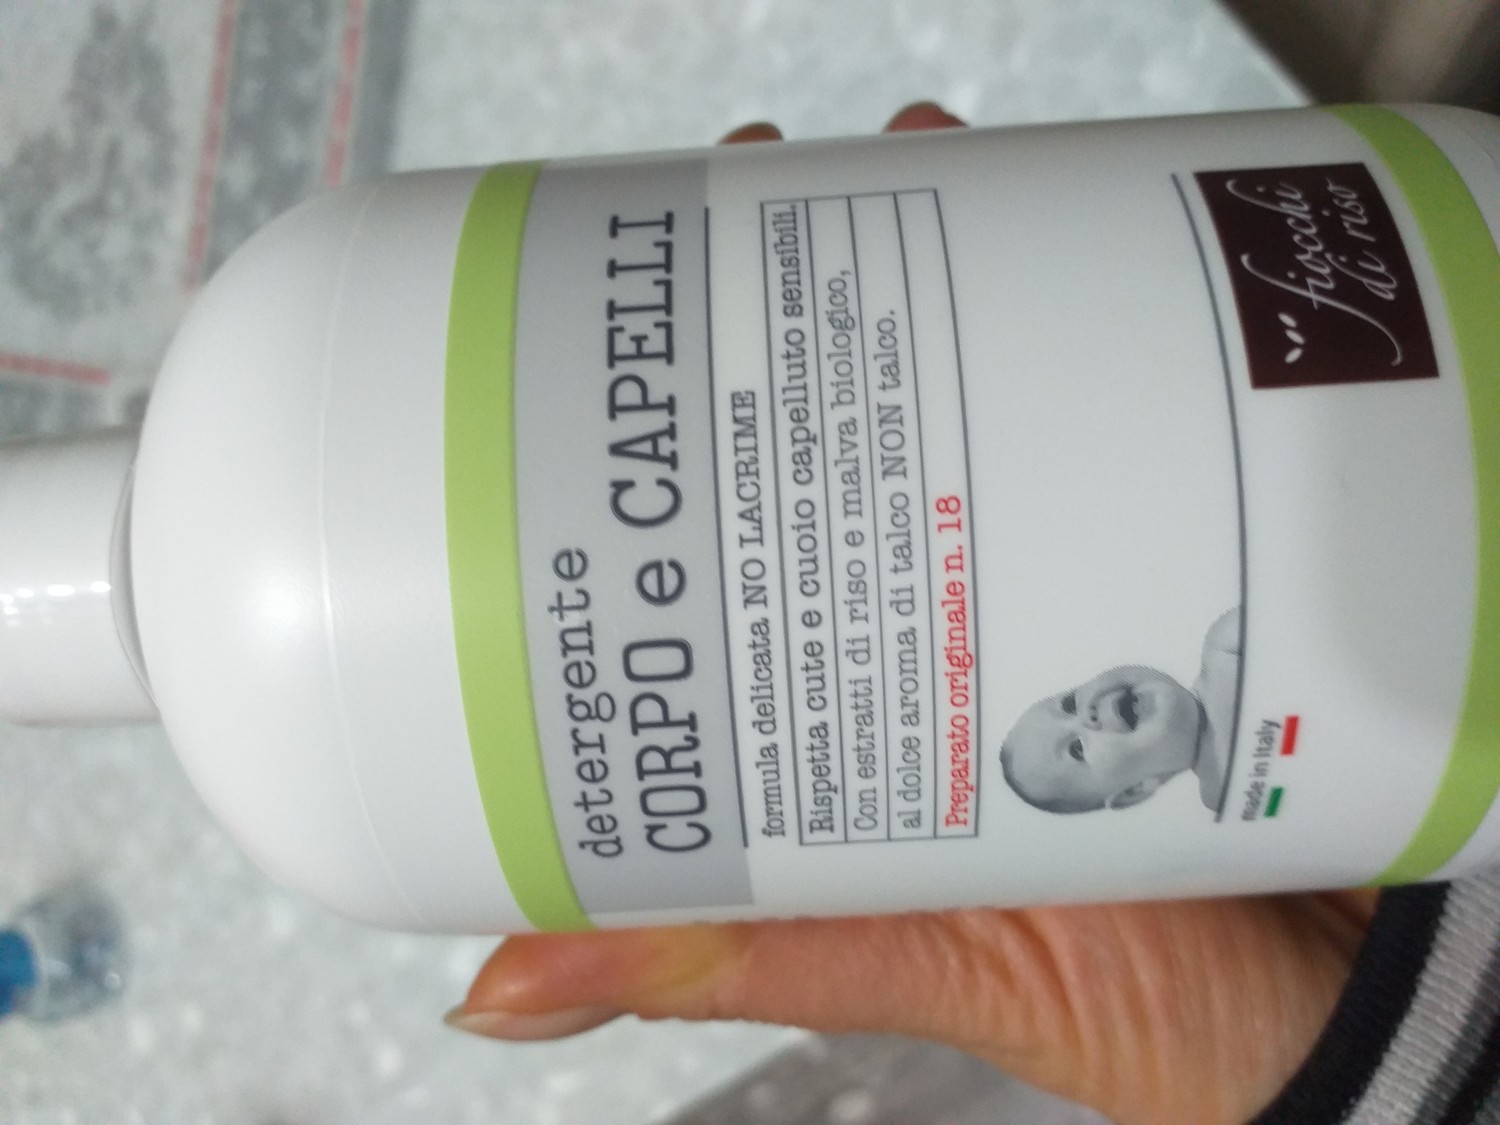 detergente
CORPO e CAPELLI
formula delicata NO LACRIME
Rispetta cute e cuoio capelluto sensibili.
Con estratti di riso e malva biologico,
al dolce aroma di talco NON talco.
Preparato originale n. 18
Made in Italy
fiocchi
di riso